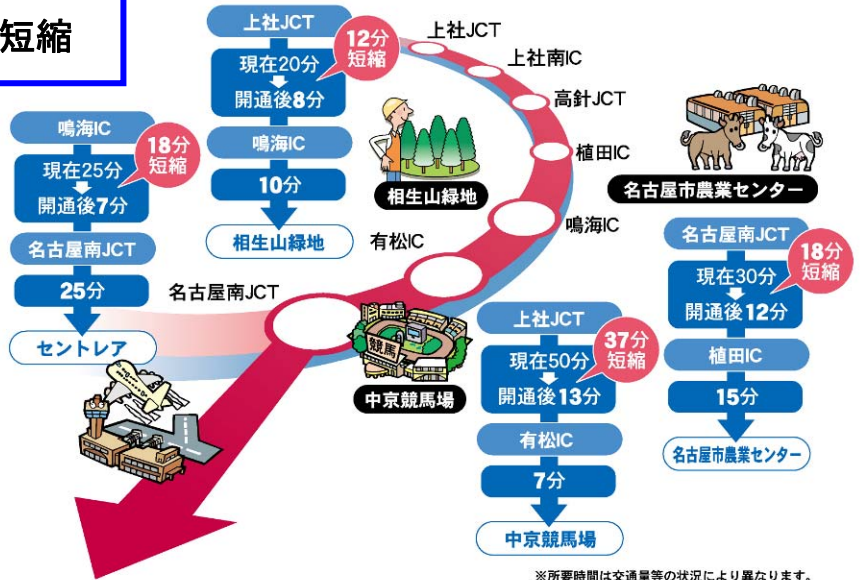 短縮
上社JCT
12分
短縮
現在20分
開通後8分
鳴海IC
10分
相生山緑地
鳴海IC
18分
短縮
現在25分
開通後7分
名古屋南JCT
25分
セントレア
上社JCT
上社南IC
高針JCT
植田IC
鳴海IC
有松IC
名古屋南JCT
相生山緑地
名古屋市農業センター
競馬
中京競馬場
上社JCT
37分
短縮
現在50分
開通後13分
有松IC
7分
中京競馬場
名古屋南JCT
18分
短縮
現在30分
開通後12分
植田IC
15分
名古屋市農業センター
※所要時間は交通量等の状況により異なります。